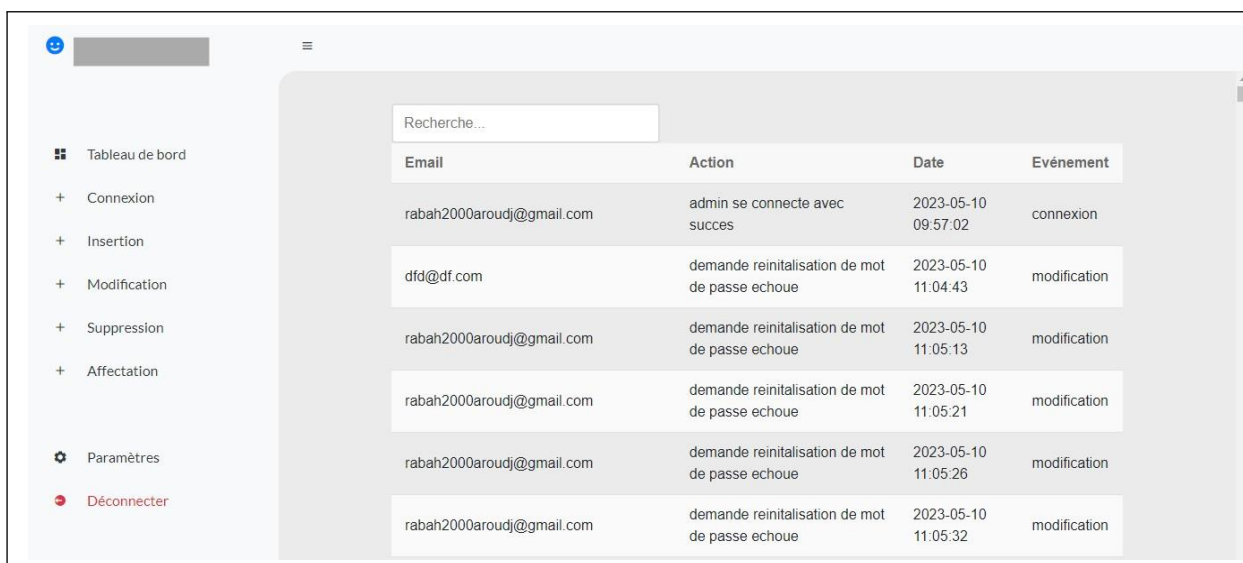 Tableau de bord
Connexion
Insertion
Modification
Suppression
Affectation
Paramètres
Déconnecter
Recherche...
Email Action Date Evénement
rabah2000aroudj@gmail.com admin se connecte avec succes 2023-05-10 09:57:02 connexion
dfd@df.com demande reinitalisation de mot de passe echoue 2023-05-10 11:04:43 modification
rabah2000aroudj@gmail.com demande reinitalisation de mot de passe echoue 2023-05-10 11:05:13 modification
rabah2000aroudj@gmail.com demande reinitalisation de mot de passe echoue 2023-05-10 11:05:21 modification
rabah2000aroudj@gmail.com demande reinitalisation de mot de passe echoue 2023-05-10 11:05:26 modification
rabah2000aroudj@gmail.com demande reinitalisation de mot de passe echoue 2023-05-10 11:05:32 modification